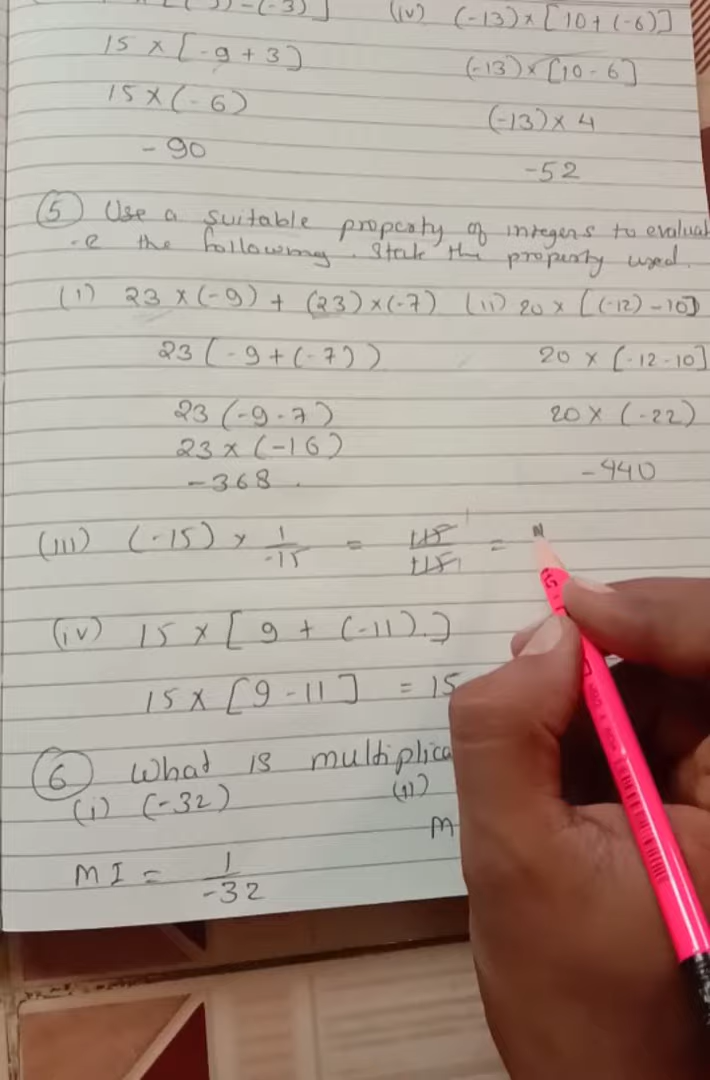 (iv) (-13) × [10 + (-6)]
15 × [-9 + 3]
(-13) × [10 - 6]
15 × (-6)
(-13) × 4
-90
-52
(5) Use a suitable property of integers to evaluat
-e the following. State the property used.
(i) 23 × (-9) + (23) × (-7) (ii) 20 × [(-12) - 10]
23 (-9 + (-7))
20 × [-12-10]
23 (-9-7)
20 × (-22)
23 × (-16)
-368.
-440
(iii) (-15) × 1/-15 = =
(iv) 15 × [9 + (-11).]
15 × [9 - 11] = 15
(6) What is multiplica
(i) (-32) (ii)
M
MI = 1/-32